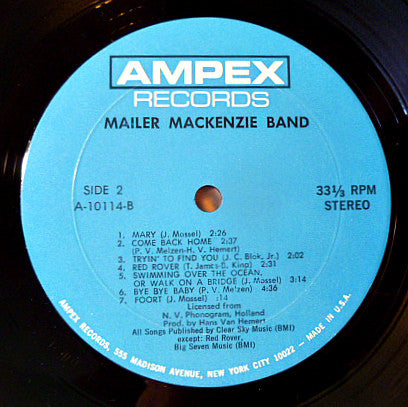 AMPEX
RECORDS
MAILER MACKENZIE BAND
SIDE 2
A-10114-B
33⅓ RPM
STEREO
1. MARY (J. Mossel) 2:26
2. COME BACK HOME 2:37
(P. V. Melzen-H. V. Hemert)
3. TRYIN' TO FIND YOU (J. C. Blok, Jr.) 2:02
4. RED ROVER (T. James-B. King) 2:31
5. SWIMMING OVER THE OCEAN,
OR WALK ON A BRIDGE (J. Mossel) 3:14
6. BYE BYE BABY (P. V. Melzen) 4:36
7. FOORT (J. Mossel) :14
Licensed from
N. V. Phonogram, Holland
Prod. by Hans Van Hemert
All Songs Published by Clear Sky Music (BMI)
except: Red Rover,
Big Seven Music (BMI)
AMPEX RECORDS, 555 MADISON AVENUE, NEW YORK CITY 10022 — MADE IN U.S.A.